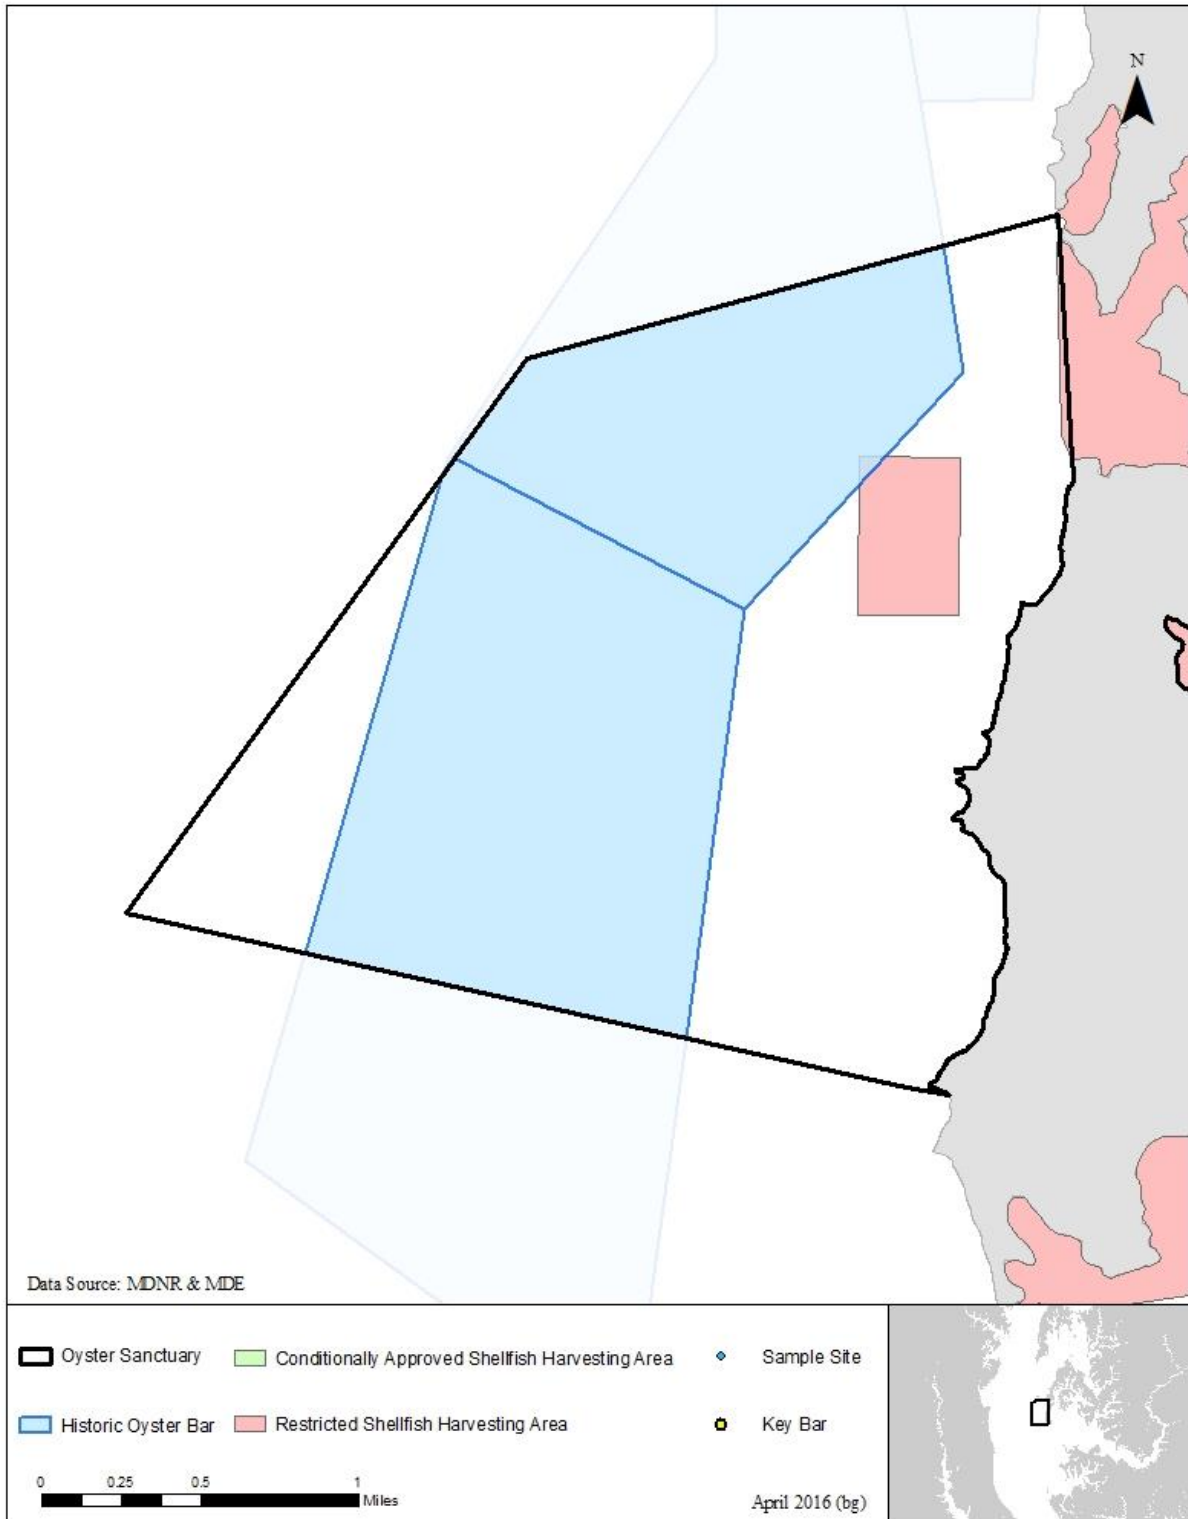 N
Data Source: MDNR & MDE
Oyster Sanctuary
Conditionally Approved Shellfish Harvesting Area
Sample Site
Historic Oyster Bar
Restricted Shellfish Harvesting Area
Key Bar
0 0.25 0.5 1
Miles
April 2016 (bg)